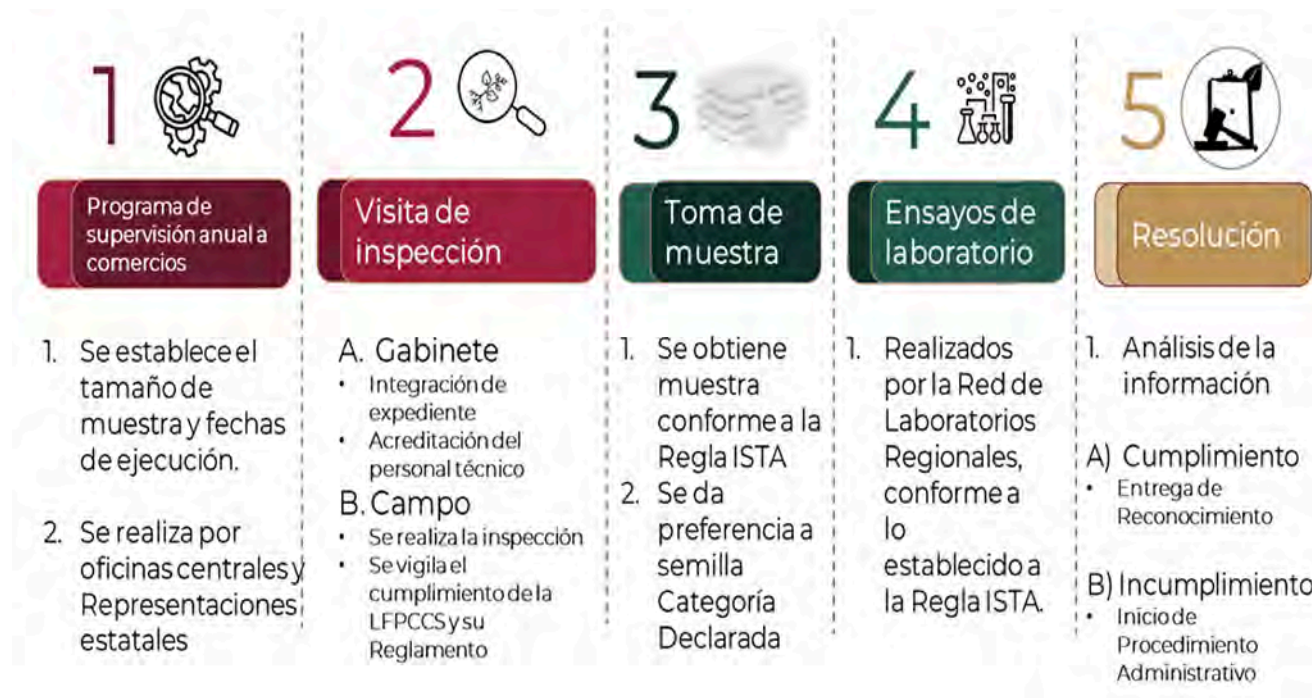 1
Programa de
supervisión anual a
comercios
1. Se establece el
tamaño de
muestra y fechas
de ejecución.
2. Se realiza por
oficinas centrales y
Representaciones
estatales
2
Visita de
inspección
A. Gabinete
• Integración de
expediente
• Acreditación del
personal técnico
B. Campo
• Se realiza la inspección
• Se vigila el
cumplimiento de la
LFPCCS y su
Reglamento
3
Toma de
muestra
1. Se obtiene
muestra
conforme a la
Regla ISTA
2. Se da
preferencia a
semilla
Categoría
Declarada
4
Ensayos de
laboratorio
1. Realizados
por la Red de
Laboratorios
Regionales,
conforme a
lo
establecido a
la Regla ISTA.
5
Resolución
1. Análisis de la
información
A) Cumplimiento
• Entrega de
Reconocimiento
B) Incumplimiento
• Inicio de
Procedimiento
Administrativo